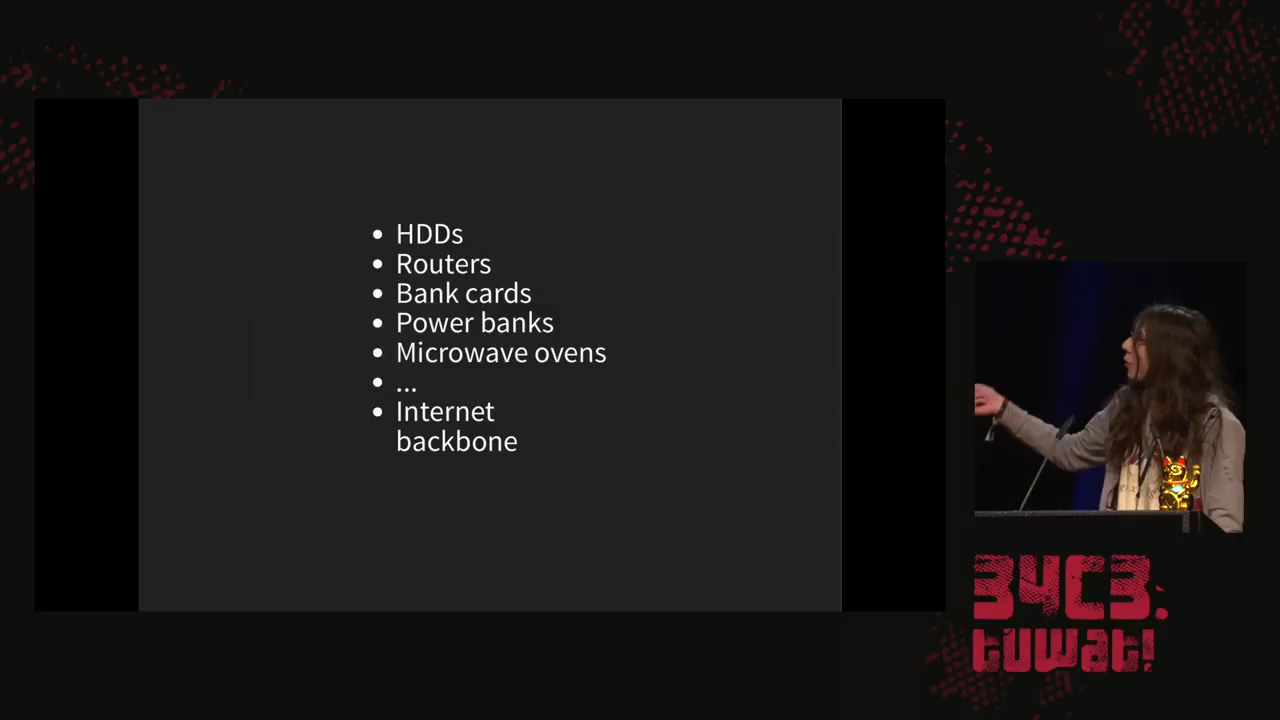 • HDDs
• Routers
• Bank cards
• Power banks
• Microwave ovens
• ...
• Internet
backbone
34C3.
tuwat!